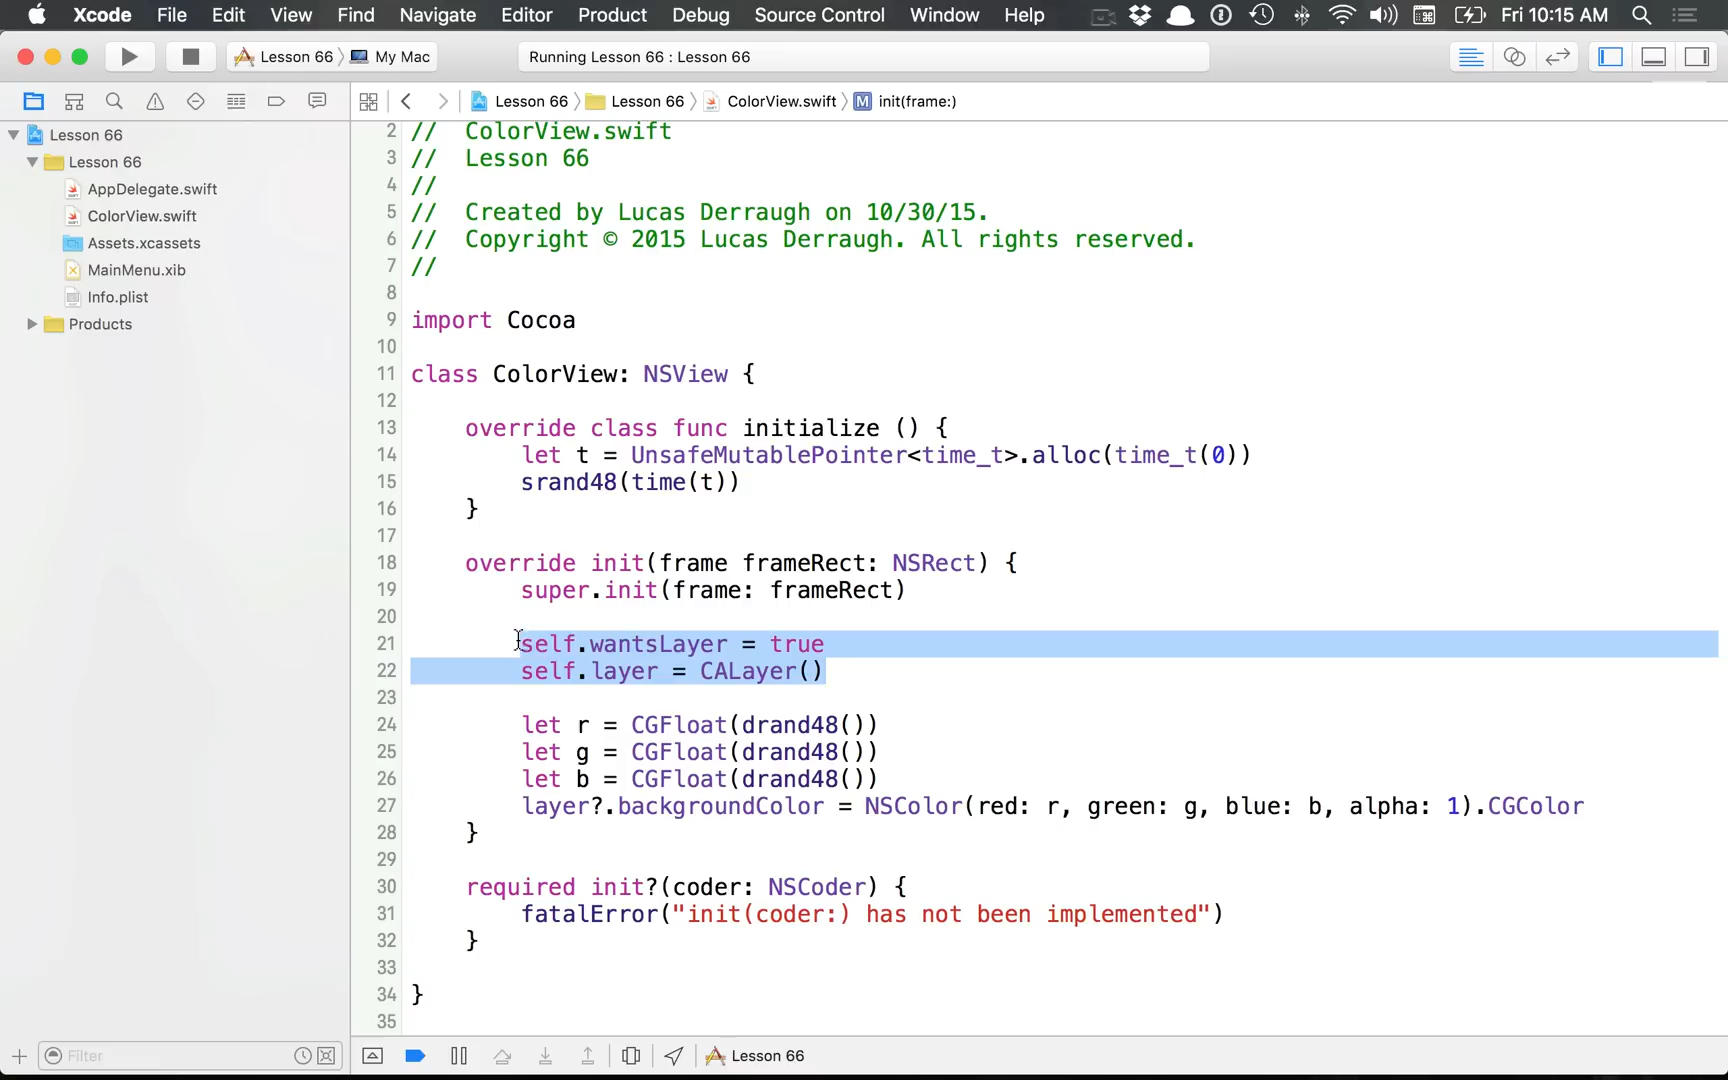 Xcode File Edit View Find Navigate Editor Product Debug Source Control Window Help Fri 10:15 AM
Lesson 66 My Mac Running Lesson 66 : Lesson 66
Lesson 66 Lesson 66 ColorView.swift M init(frame:)
Lesson 66
Lesson 66
AppDelegate.swift
ColorView.swift
Assets.xcassets
MainMenu.xib
Info.plist
Products
2 // ColorView.swift
3 // Lesson 66
4 //
5 // Created by Lucas Derraugh on 10/30/15.
6 // Copyright © 2015 Lucas Derraugh. All rights reserved.
7 //
8
9 import Cocoa
10
11 class ColorView: NSView {
12
13 override class func initialize () {
14 let t = UnsafeMutablePointer<time_t>.alloc(time_t(0))
15 srand48(time(t))
16 }
17
18 override init(frame frameRect: NSRect) {
19 super.init(frame: frameRect)
20
21 self.wantsLayer = true
22 self.layer = CALayer()
23
24 let r = CGFloat(drand48())
25 let g = CGFloat(drand48())
26 let b = CGFloat(drand48())
27 layer?.backgroundColor = NSColor(red: r, green: g, blue: b, alpha: 1).CGColor
28 }
29
30 required init?(coder: NSCoder) {
31 fatalError("init(coder:) has not been implemented")
32 }
33
34 }
35
Filter
Lesson 66